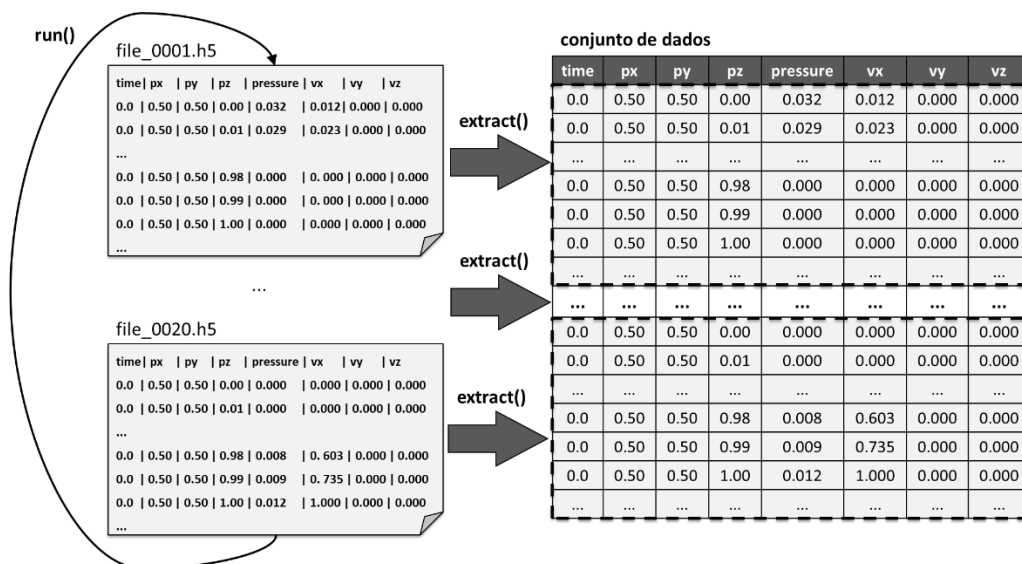 run()
file_0001.h5
time| px | py | pz | pressure | vx | vy | vz
0.0 | 0.50 | 0.50 | 0.00 | 0.032 | 0.012| 0.000 | 0.000
0.0 | 0.50 | 0.50 | 0.01 | 0.029 | 0.023 | 0.000 | 0.000
...
0.0 | 0.50 | 0.50 | 0.98 | 0.000 | 0. 000 | 0.000 | 0.000
0.0 | 0.50 | 0.50 | 0.99 | 0.000 | 0. 000 | 0.000 | 0.000
0.0 | 0.50 | 0.50 | 1.00 | 0.000 | 0.000 | 0.000 | 0.000
...
...
file_0020.h5
time| px | py | pz | pressure | vx | vy | vz
0.0 | 0.50 | 0.50 | 0.00 | 0.000 | 0.000 | 0.000 | 0.000
0.0 | 0.50 | 0.50 | 0.01 | 0.000 | 0.000 | 0.000 | 0.000
...
0.0 | 0.50 | 0.50 | 0.98 | 0.008 | 0. 603 | 0.000 | 0.000
0.0 | 0.50 | 0.50 | 0.99 | 0.009 | 0. 735 | 0.000 | 0.000
0.0 | 0.50 | 0.50 | 1.00 | 0.012 | 1.000 | 0.000 | 0.000
...
extract()
extract()
extract()
conjunto de dados
time px py pz pressure vx vy vz
0.0 0.50 0.50 0.00 0.032 0.012 0.000 0.000
0.0 0.50 0.50 0.01 0.029 0.023 0.000 0.000
... ... ... ... ... ... ... ...
0.0 0.50 0.50 0.98 0.000 0.000 0.000 0.000
0.0 0.50 0.50 0.99 0.000 0.000 0.000 0.000
0.0 0.50 0.50 1.00 0.000 0.000 0.000 0.000
... ... ... ... ... ... ... ...
... ... ... ... ... ... ... ...
0.0 0.50 0.50 0.00 0.000 0.000 0.000 0.000
0.0 0.50 0.50 0.01 0.000 0.000 0.000 0.000
... ... ... ... ... ... ... ...
0.0 0.50 0.50 0.98 0.008 0.603 0.000 0.000
0.0 0.50 0.50 0.99 0.009 0.735 0.000 0.000
0.0 0.50 0.50 1.00 0.012 1.000 0.000 0.000
... ... ... ... ... ... ... ...